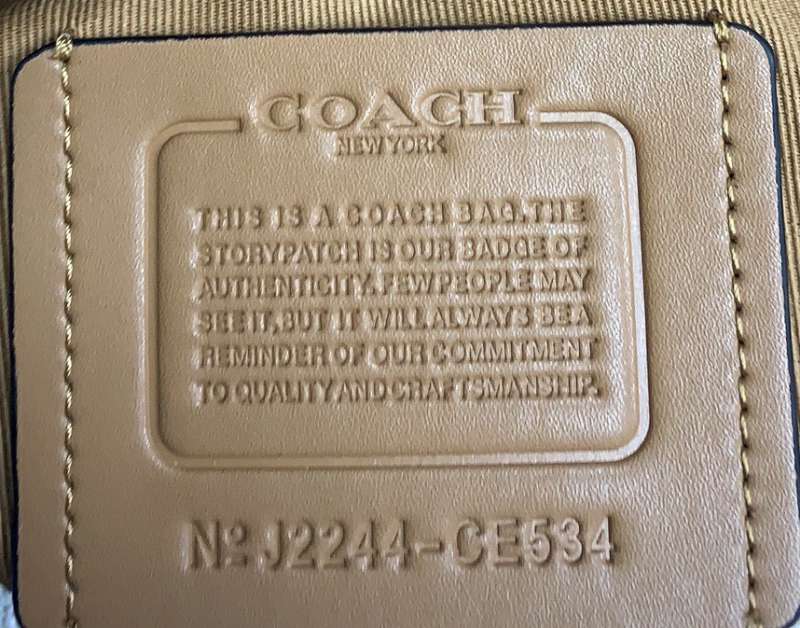 COACH
NEW YORK
THIS IS A COACH BAG. THE
STORYPATCH IS OUR BADGE OF
AUTHENTICITY. FEW PEOPLE MAY
SEE IT, BUT IT WILL ALWAYS BE A
REMINDER OF OUR COMMITMENT
TO QUALITY AND CRAFTSMANSHIP.
Nº J2244-CE534